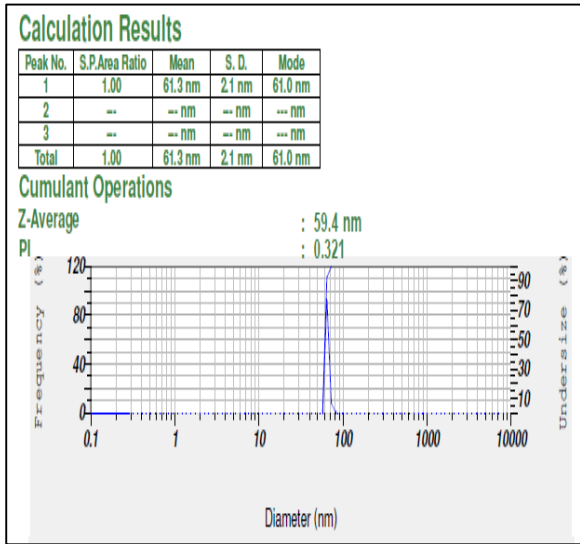 Calculation Results
Peak No. S.P.Area Ratio Mean S. D. Mode
1 1.00 61.3 nm 2.1 nm 61.0 nm
2 --- --- nm --- nm --- nm
3 --- --- nm --- nm --- nm
Total 1.00 61.3 nm 2.1 nm 61.0 nm
Cumulant Operations
Z-Average : 59.4 nm
PI : 0.321
Frequency (%)
120
80
40
0
90
70
50
30
10
Undersize (%)
0.1 1 10 100 1000 10000
Diameter (nm)